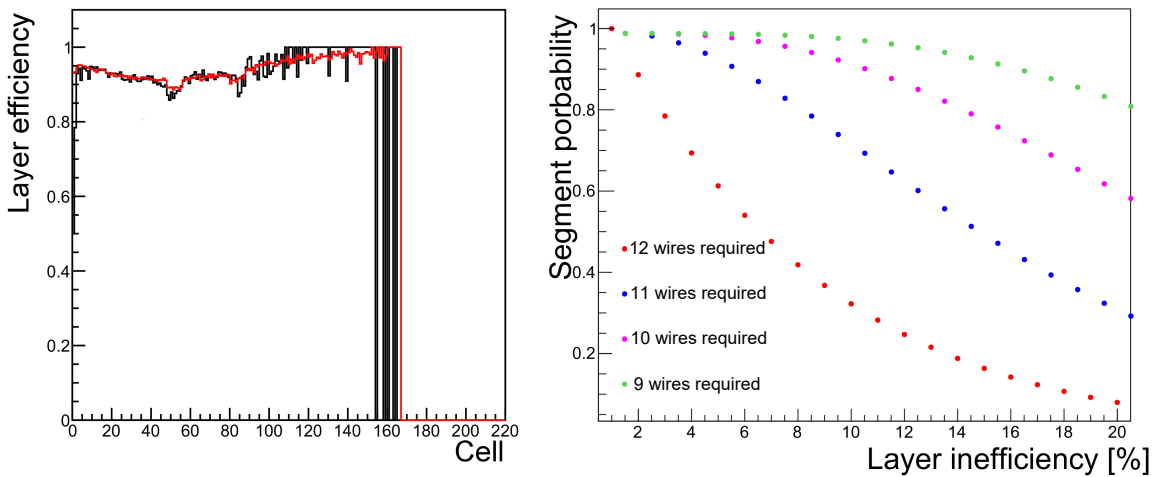 Layer efficiency
1
0.8
0.6
0.4
0.2
0
0 20 40 60 80 100 120 140 160 180 200 220
Cell
Segment porbability
1
0.8
0.6
0.4
0.2
12 wires required
11 wires required
10 wires required
9 wires required
2 4 6 8 10 12 14 16 18 20
Layer inefficiency [%]